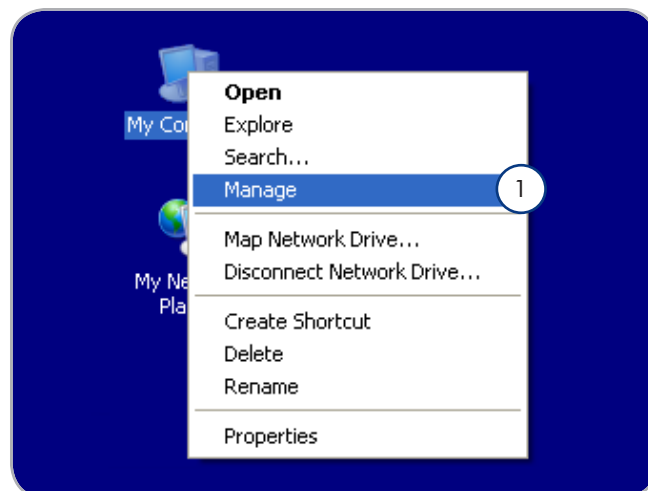 Open
My Co
Explore
Search...
Manage
1
Map Network Drive...
Disconnect Network Drive...
My Ne
Pla
Create Shortcut
Delete
Rename
Properties